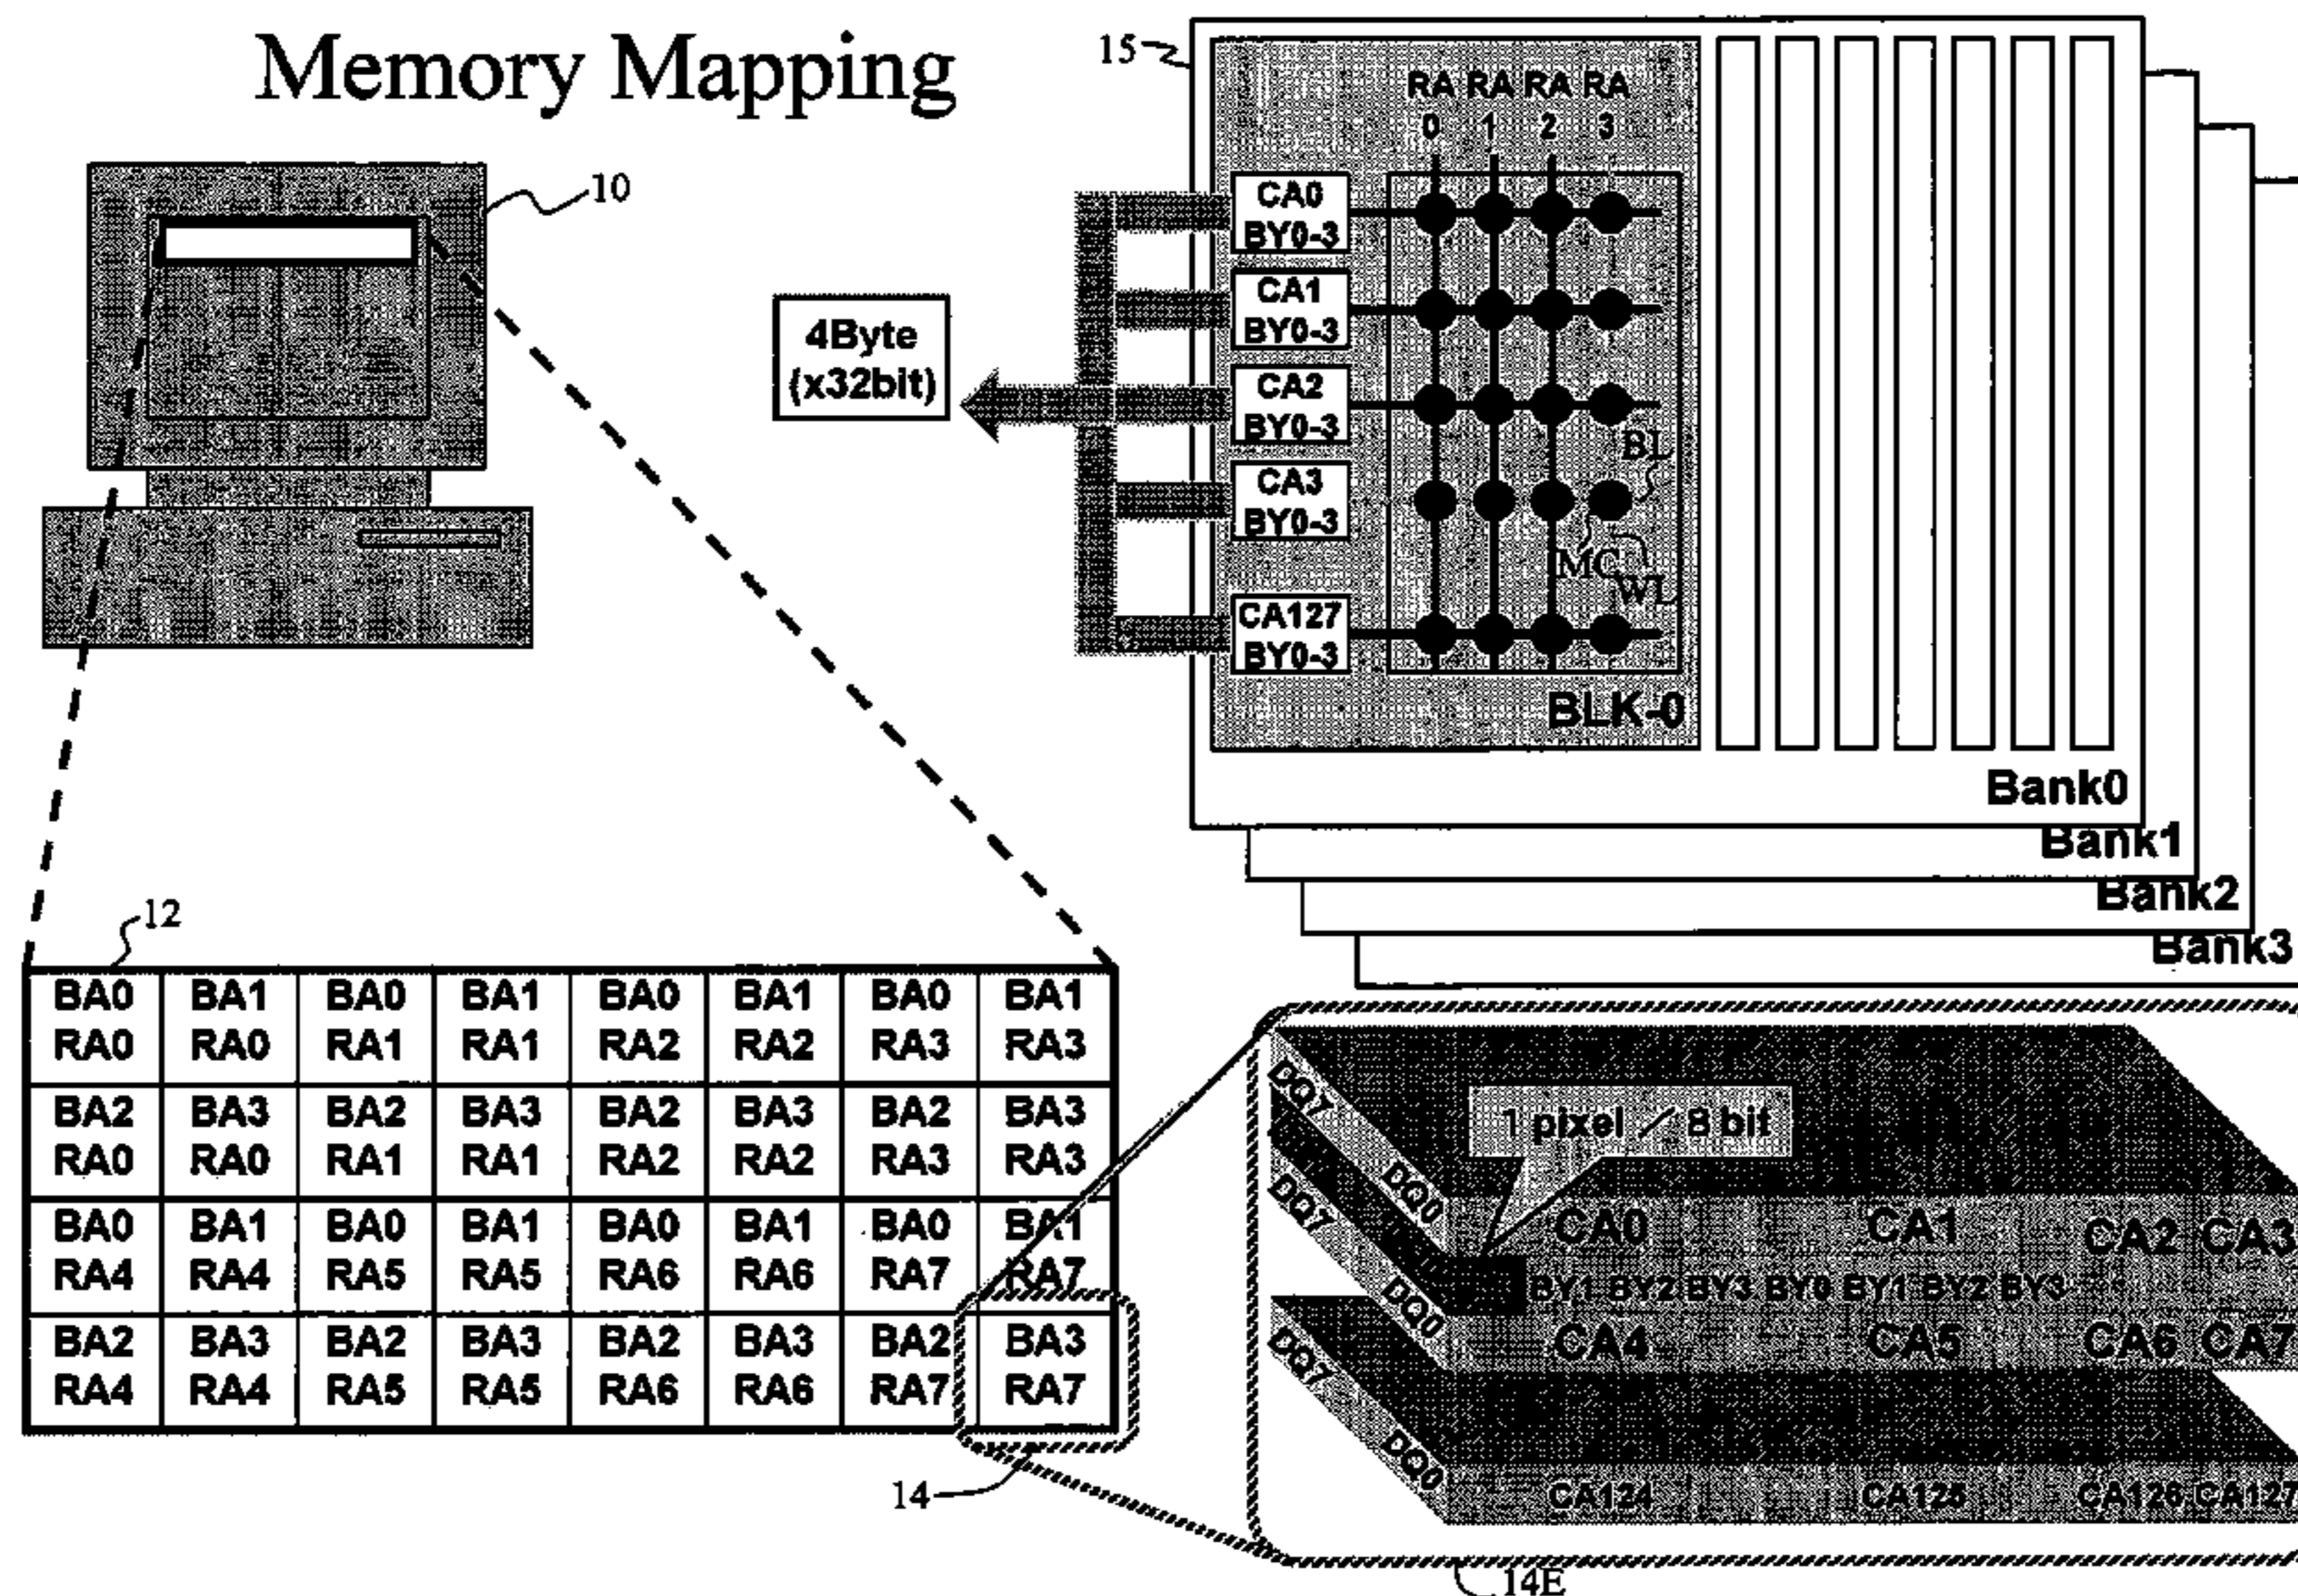 Memory Mapping
10
4Byte
(x32bit)
15
RA RA RA RA
0 1 2 3
CA0
BY0-3
CA1
BY0-3
CA2
BY0-3
CA3
BY0-3
CA127
BY0-3
BL
MC
WL
BLK-0
Bank0
Bank1
Bank2
Bank3
12
BA0 BA1 BA0 BA1 BA0 BA1 BA0 BA1
RA0 RA0 RA1 RA1 RA2 RA2 RA3 RA3
BA2 BA3 BA2 BA3 BA2 BA3 BA2 BA3
RA0 RA0 RA1 RA1 RA2 RA2 RA3 RA3
BA0 BA1 BA0 BA1 BA0 BA1 BA0 BA1
RA4 RA4 RA5 RA5 RA6 RA6 RA7 RA7
BA2 BA3 BA2 BA3 BA2 BA3 BA2 BA3
RA4 RA4 RA5 RA5 RA6 RA6 RA7 RA7
14
DQ7
DQ0
DQ7
DQ0
DQ7
DQ0
1 pixel / 8 bit
CA0 CA1 CA2 CA3
BY1 BY2 BY3 BY0 BY1 BY2 BY3
CA4 CA5 CA6 CA7
CA124 CA125 CA126 CA127
14E